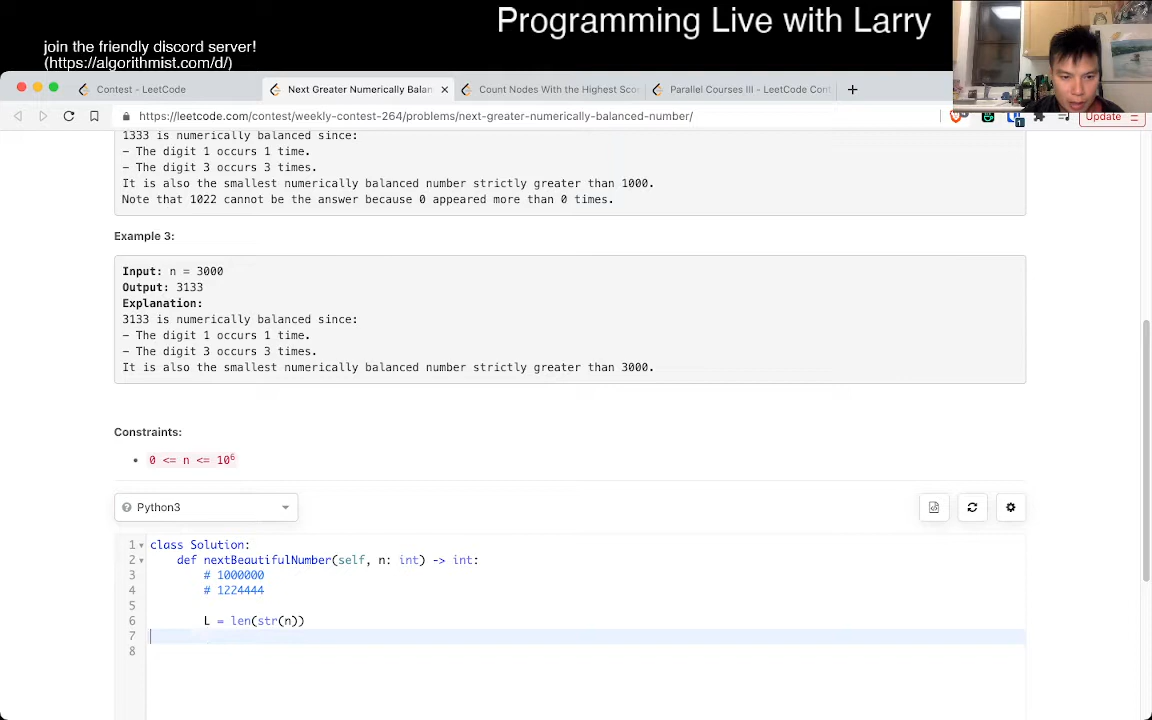 Programming Live with Larry
join the friendly discord server!
(https://algorithmist.com/d/)
Contest - LeetCode
Next Greater Numerically Balan
Count Nodes With the Highest Sco
Parallel Courses III - LeetCode Cont
https://leetcode.com/contest/weekly-contest-264/problems/next-greater-numerically-balanced-number/
1
Update
1333 is numerically balanced since:
- The digit 1 occurs 1 time.
- The digit 3 occurs 3 times.
It is also the smallest numerically balanced number strictly greater than 1000.
Note that 1022 cannot be the answer because 0 appeared more than 0 times.
Example 3:
Input: n = 3000
Output: 3133
Explanation:
3133 is numerically balanced since:
- The digit 1 occurs 1 time.
- The digit 3 occurs 3 times.
It is also the smallest numerically balanced number strictly greater than 3000.
Constraints:
• 0 <= n <= 10⁶
Python3
1 class Solution:
2 def nextBeautifulNumber(self, n: int) -> int:
3 # 1000000
4 # 1224444
5
6 L = len(str(n))
7
8